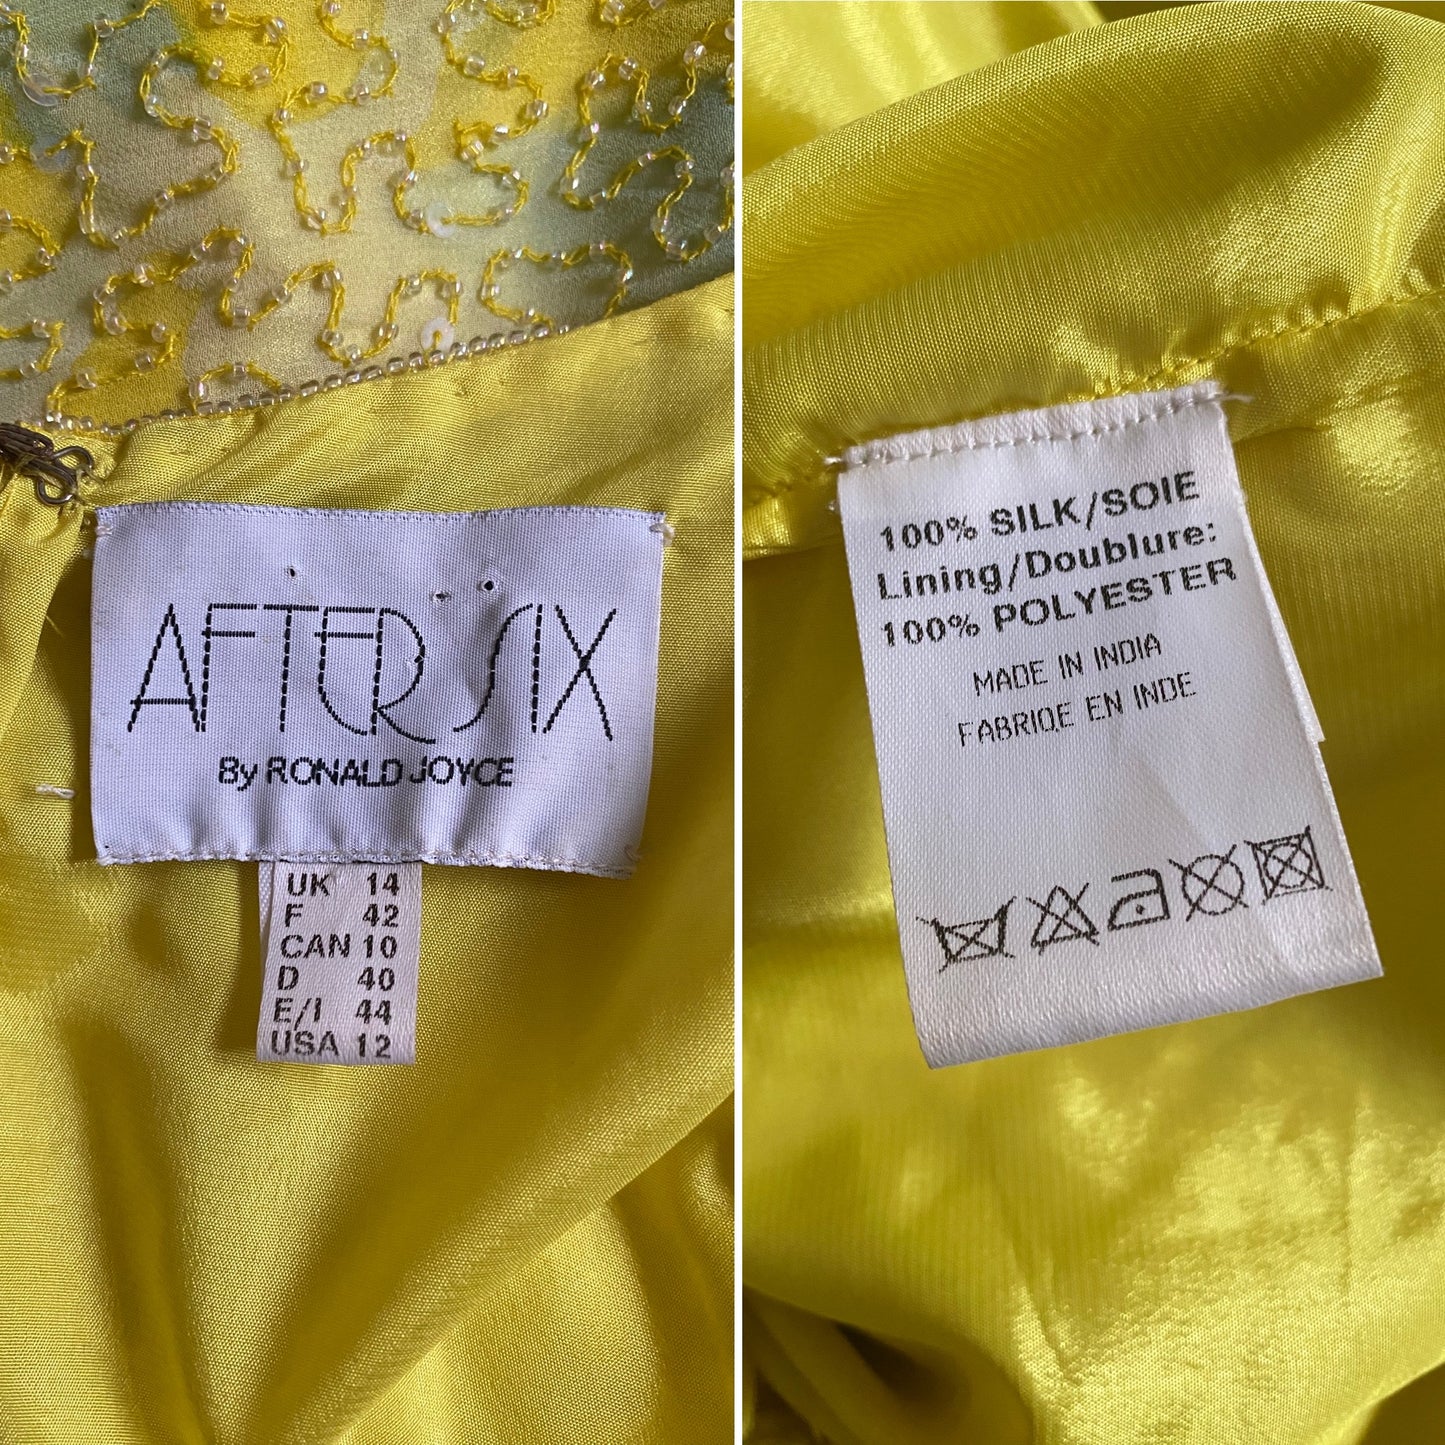 AFTER SIX
By RONALD JOYCE
UK 14
F 42
CAN 10
D 40
E/I 44
USA 12
100% SILK/SOIE
Lining/Doublure:
100% POLYESTER
MADE IN INDIA
FABRIQE EN INDE